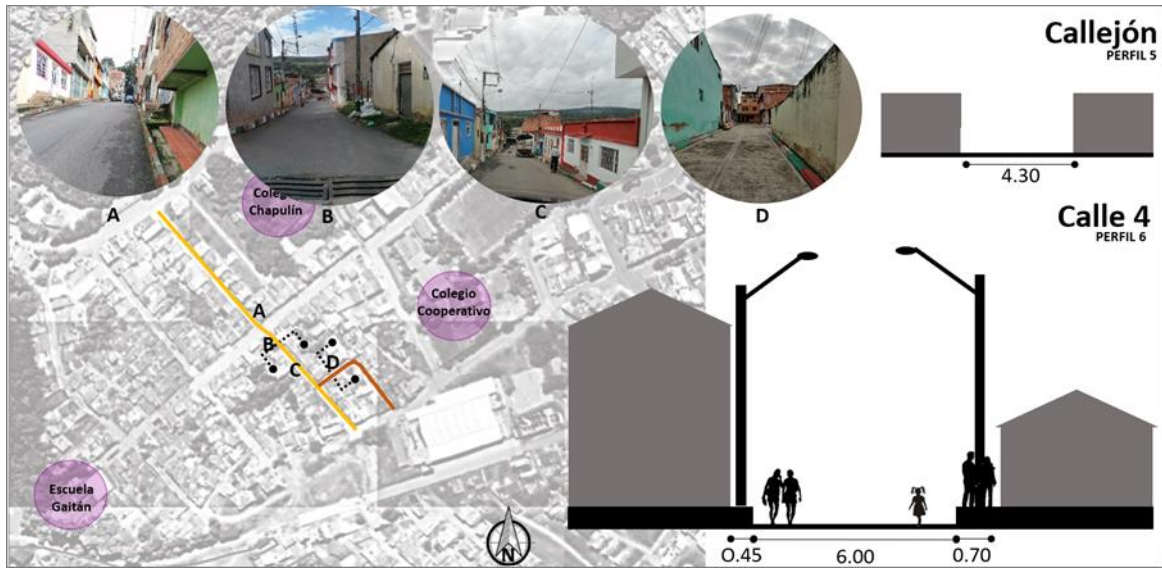 Callejón
PERFIL 5
4.30
A
B
C
D
Colegio
Chapulín
Calle 4
PERFIL 6
Colegio
Cooperativo
A
B
C
D
Escuela
Gaitán
N
0.45
6.00
0.70